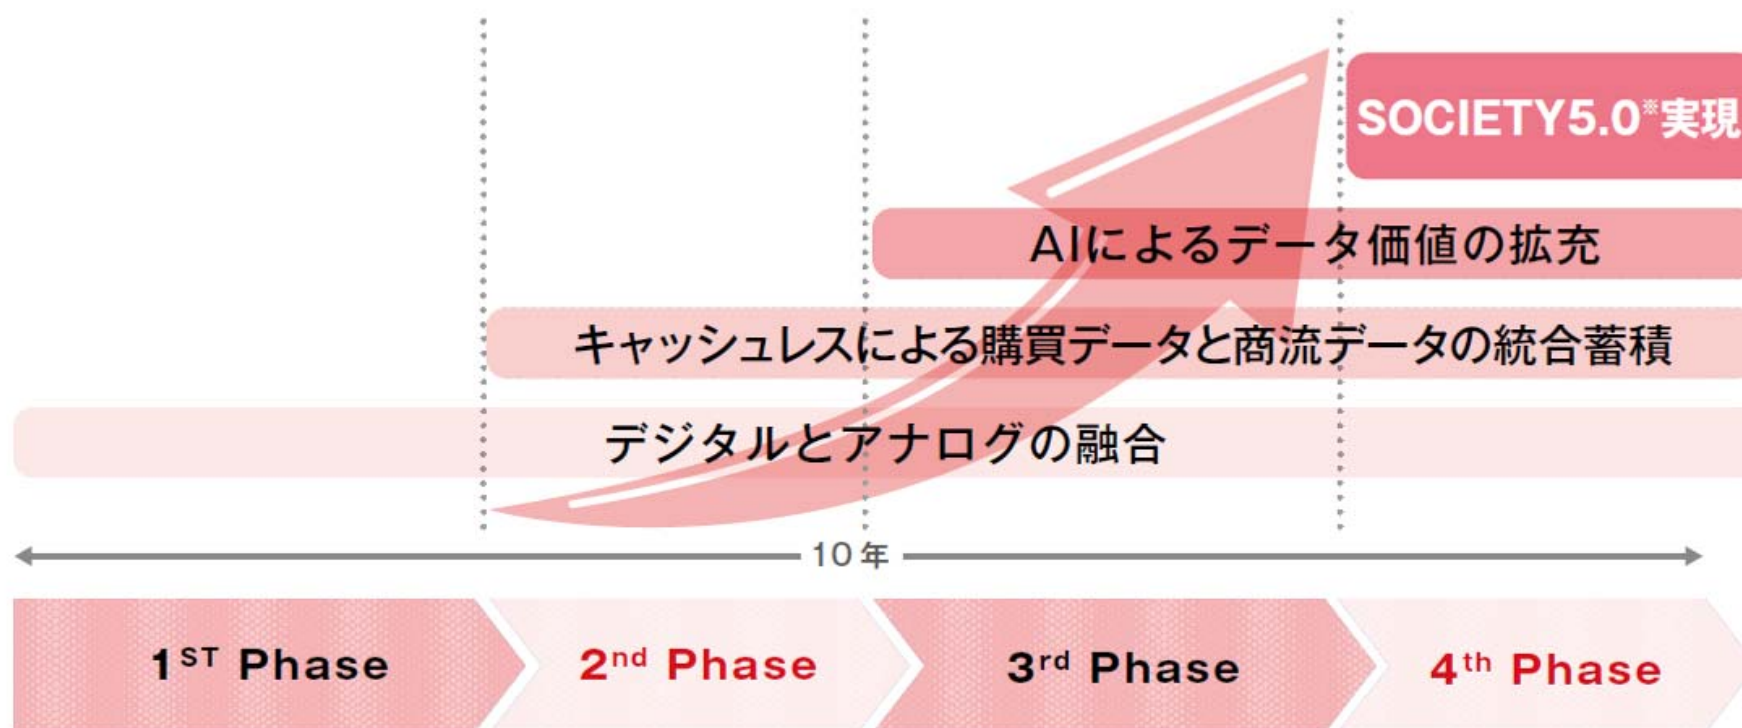 SOCIETY5.0※実現
AIによるデータ価値の拡充
キャッシュレスによる購買データと商流データの統合蓄積
デジタルとアナログの融合
10年
1ST Phase
2nd Phase
3rd Phase
4th Phase